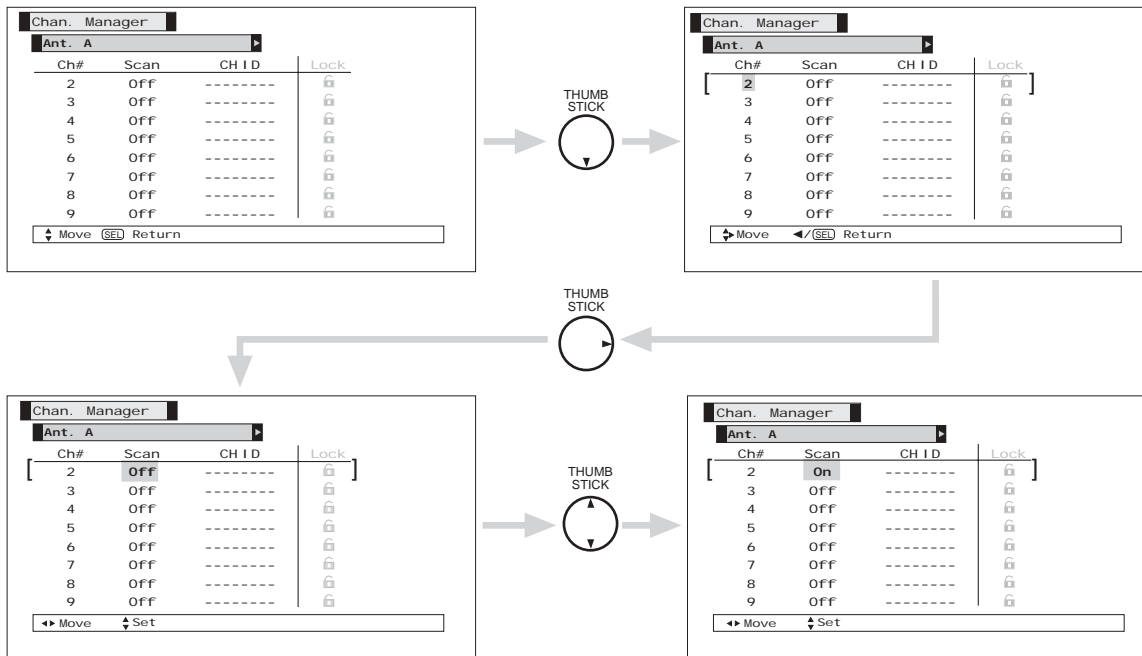 Chan. Manager
Ant. A
Ch# Scan CH ID Lock
2 Off --------
3 Off --------
4 Off --------
5 Off --------
6 Off --------
7 Off --------
8 Off --------
9 Off --------
Move SEL Return
THUMB
STICK
Chan. Manager
Ant. A
Ch# Scan CH ID Lock
2 Off --------
3 Off --------
4 Off --------
5 Off --------
6 Off --------
7 Off --------
8 Off --------
9 Off --------
Move ◄/SEL Return
THUMB
STICK
Chan. Manager
Ant. A
Ch# Scan CH ID Lock
2 Off --------
3 Off --------
4 Off --------
5 Off --------
6 Off --------
7 Off --------
8 Off --------
9 Off --------
Move Set
THUMB
STICK
Chan. Manager
Ant. A
Ch# Scan CH ID Lock
2 On --------
3 Off --------
4 Off --------
5 Off --------
6 Off --------
7 Off --------
8 Off --------
9 Off --------
Move Set